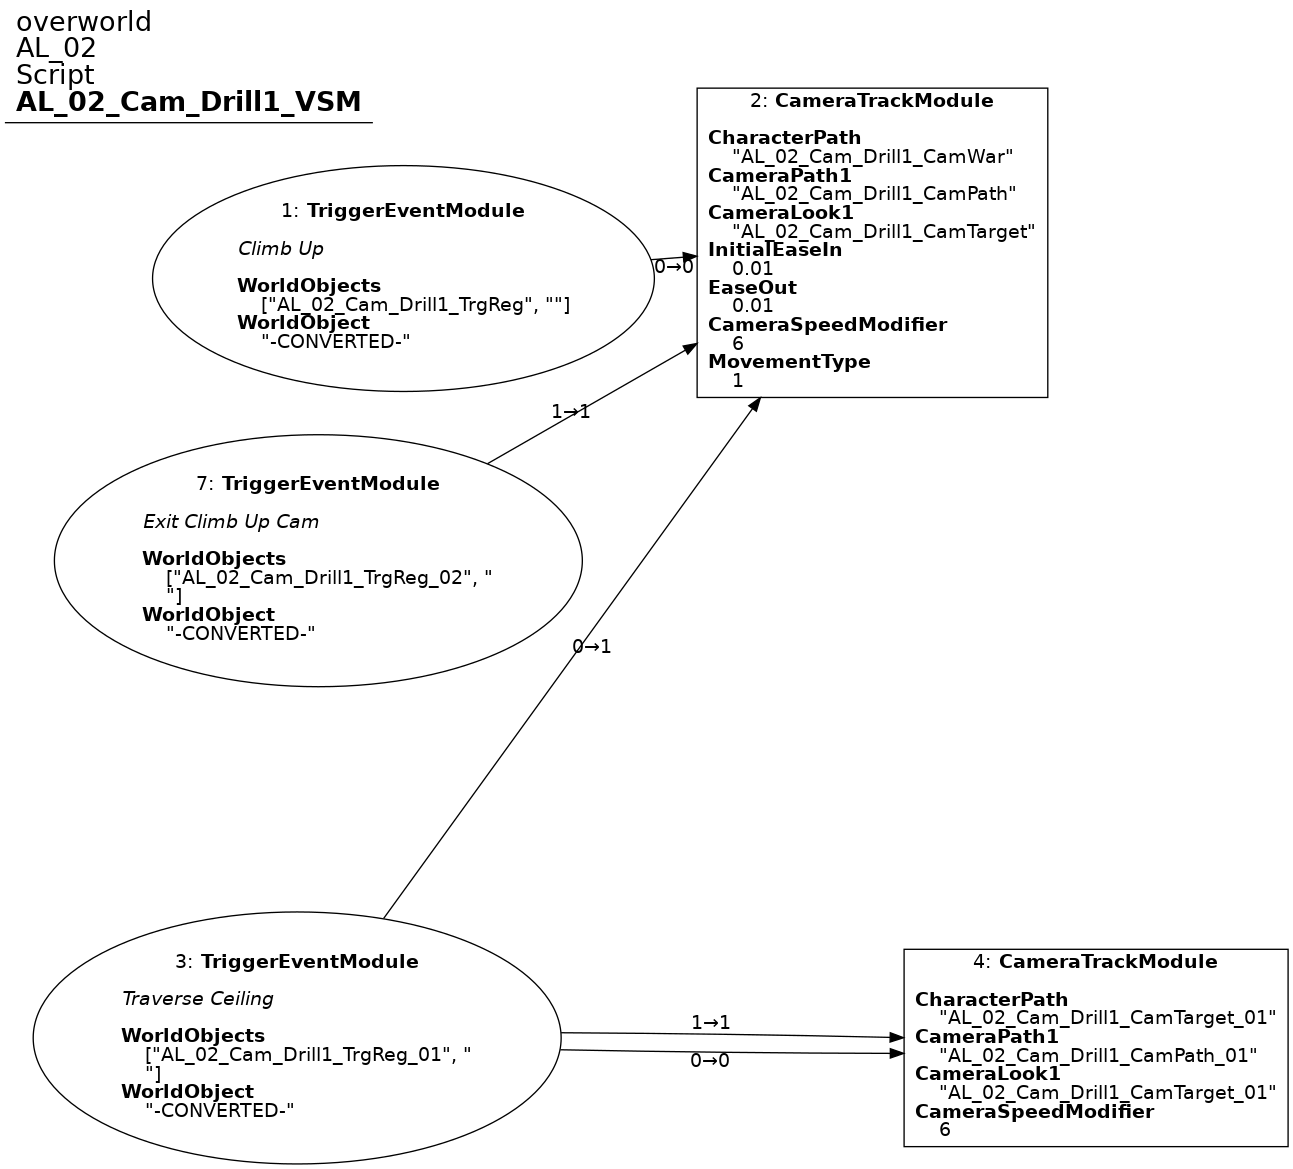 overworld
AL_02
Script
AL_02_Cam_Drill1_VSM
2: CameraTrackModule
CharacterPath
"AL_02_Cam_Drill1_CamWar"
CameraPath1
"AL_02_Cam_Drill1_CamPath"
CameraLook1
"AL_02_Cam_Drill1_CamTarget"
InitialEaseIn
0.01
EaseOut
0.01
CameraSpeedModifier
6
MovementType
1
1: TriggerEventModule
Climb Up
WorldObjects
["AL_02_Cam_Drill1_TrgReg", ""]
WorldObject
"-CONVERTED-"
0→0
1→1
7: TriggerEventModule
Exit Climb Up Cam
WorldObjects
["AL_02_Cam_Drill1_TrgReg_02", "
"]
WorldObject
"-CONVERTED-"
0→1
3: TriggerEventModule
Traverse Ceiling
WorldObjects
["AL_02_Cam_Drill1_TrgReg_01", "
"]
WorldObject
"-CONVERTED-"
1→1
0→0
4: CameraTrackModule
CharacterPath
"AL_02_Cam_Drill1_CamTarget_01"
CameraPath1
"AL_02_Cam_Drill1_CamPath_01"
CameraLook1
"AL_02_Cam_Drill1_CamTarget_01"
CameraSpeedModifier
6